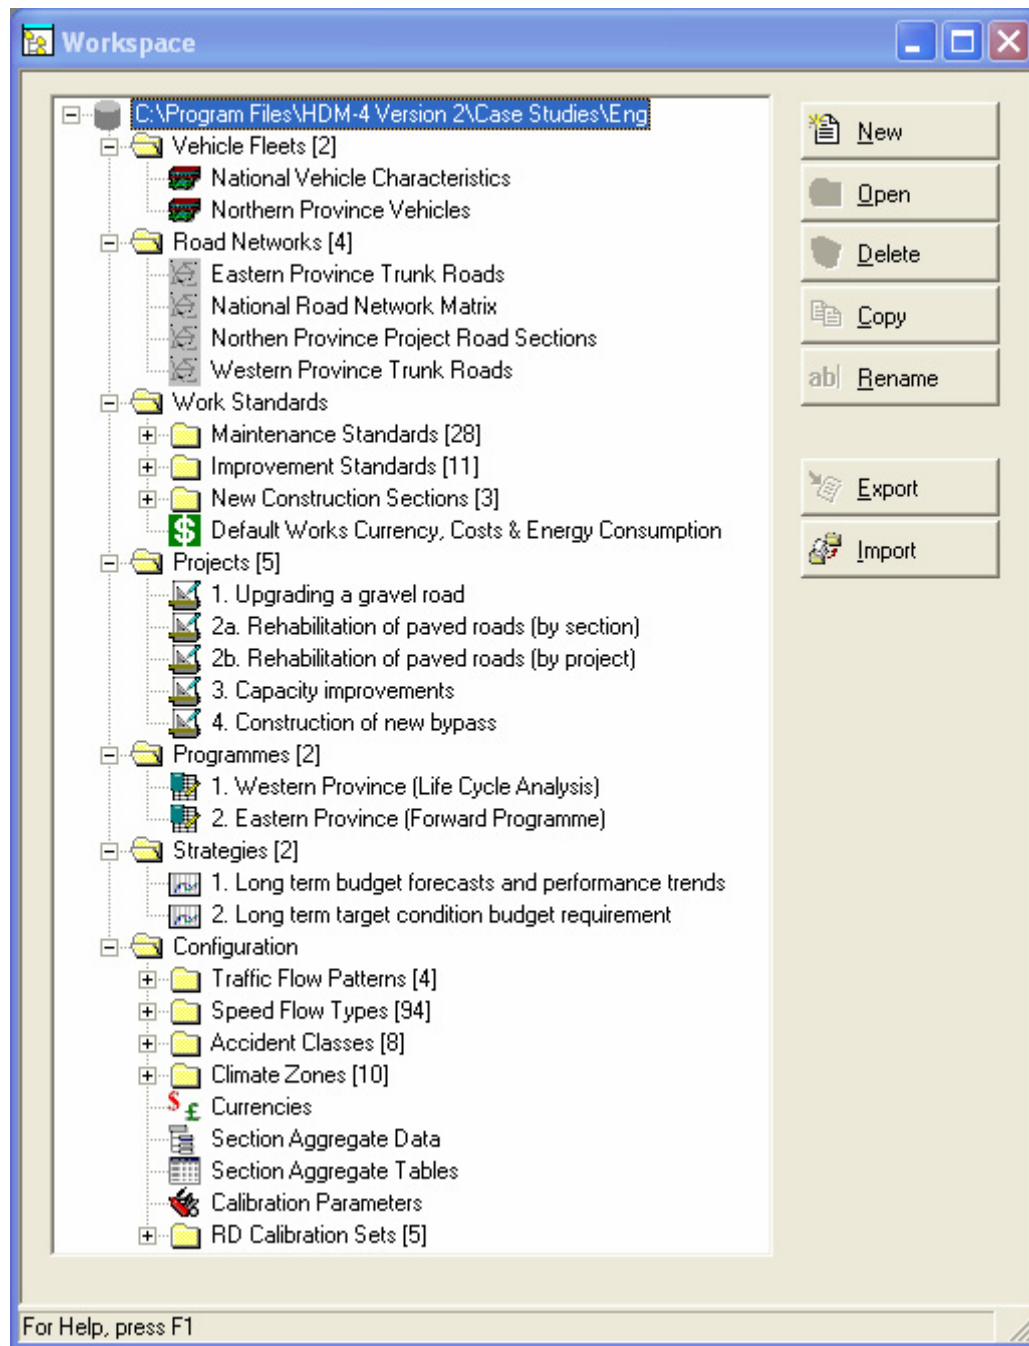 Workspace
C:\Program Files\HDM-4 Version 2\Case Studies\Eng
Vehicle Fleets [2]
National Vehicle Characteristics
Northern Province Vehicles
Road Networks [4]
Eastern Province Trunk Roads
National Road Network Matrix
Northen Province Project Road Sections
Western Province Trunk Roads
Work Standards
Maintenance Standards [28]
Improvement Standards [11]
New Construction Sections [3]
$ Default Works Currency, Costs & Energy Consumption
Projects [5]
1. Upgrading a gravel road
2a. Rehabilitation of paved roads (by section)
2b. Rehabilitation of paved roads (by project)
3. Capacity improvements
4. Construction of new bypass
Programmes [2]
1. Western Province (Life Cycle Analysis)
2. Eastern Province (Forward Programme)
Strategies [2]
1. Long term budget forecasts and performance trends
2. Long term target condition budget requirement
Configuration
Traffic Flow Patterns [4]
Speed Flow Types [94]
Accident Classes [8]
Climate Zones [10]
$ £ Currencies
Section Aggregate Data
Section Aggregate Tables
Calibration Parameters
RD Calibration Sets [5]
New
Open
Delete
Copy
ab Rename
Export
Import
For Help, press F1